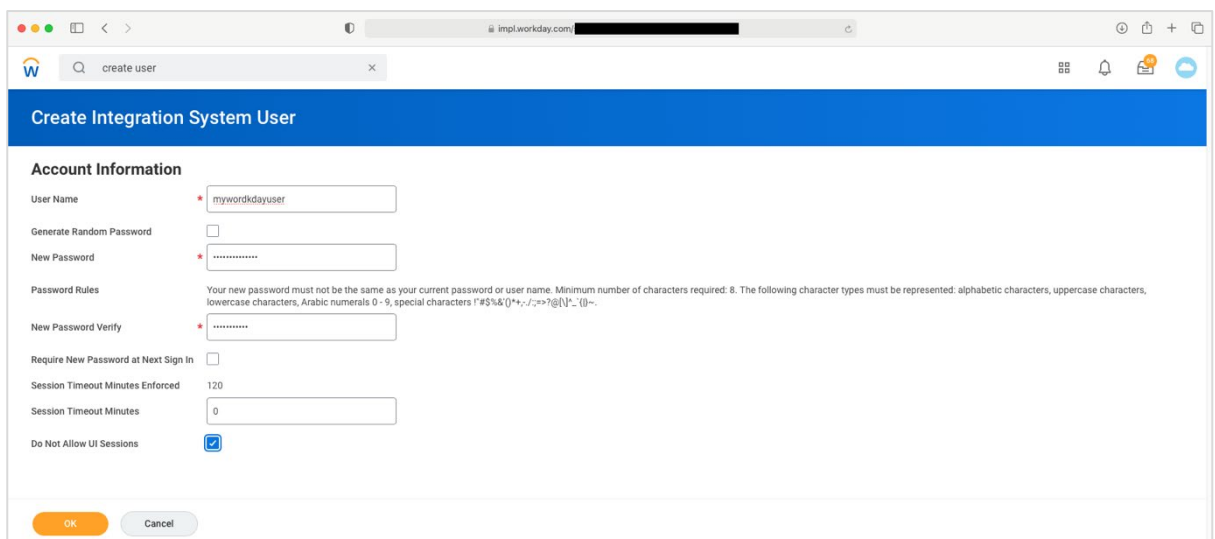 impl.workday.com/
W
create user
68
Create Integration System User
Account Information
User Name * mywordkdayuser
Generate Random Password
New Password * ••••••••••••••
Password Rules Your new password must not be the same as your current password or user name. Minimum number of characters required: 8. The following character types must be represented: alphabetic characters, uppercase characters,
lowercase characters, Arabic numerals 0 - 9, special characters !"#$%&'()*+,-./:;<=>?@[\]^_`{|}~.
New Password Verify * •••••••••••
Require New Password at Next Sign In
Session Timeout Minutes Enforced 120
Session Timeout Minutes 0
Do Not Allow UI Sessions
OK Cancel